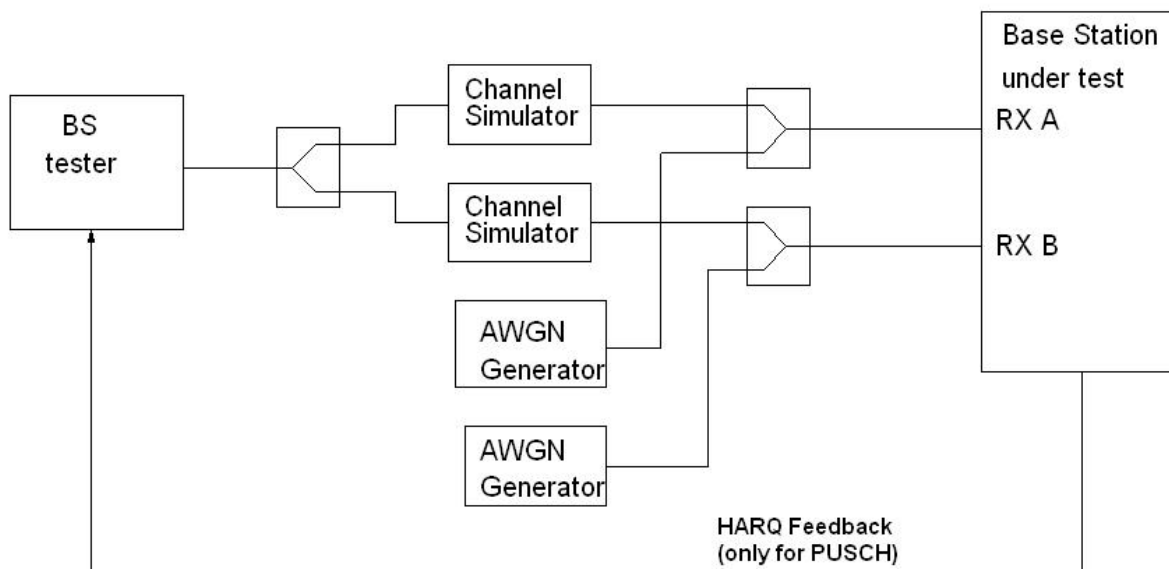 BS
tester
Channel
Simulator
Channel
Simulator
AWGN
Generator
AWGN
Generator
Base Station
under test
RX A
RX B
HARQ Feedback
(only for PUSCH)